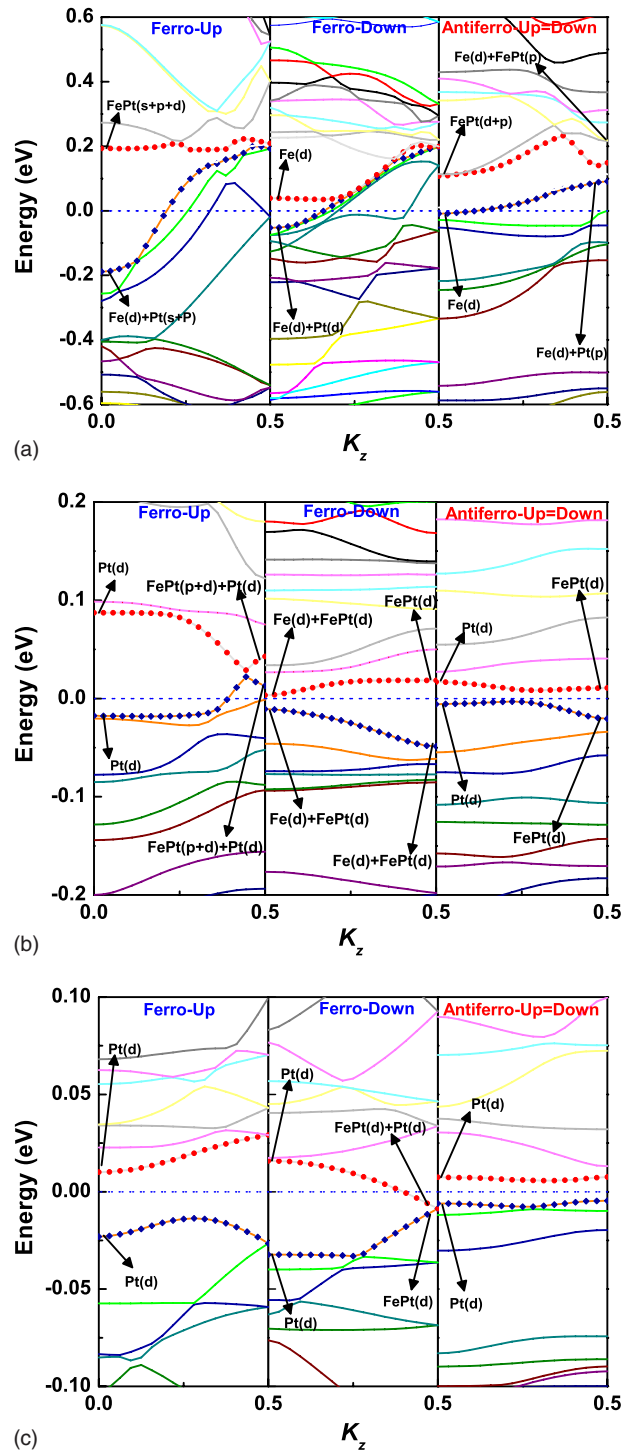 Ferro-Up Ferro-Down Antiferro-Up=Down
0.6
0.4
0.2
0.0
-0.2
-0.4
-0.6
Energy (eV)
FePt(s+p+d)
Fe(d)+Pt(s+P)
Fe(d)
Fe(d)+Pt(d)
Fe(d)+FePt(p)
FePt(d+p)
Fe(d)
Fe(d)+Pt(p)
0.0 0.5 0.5 0.5
(a)
Kz
Ferro-Up Ferro-Down Antiferro-Up=Down
0.2
0.1
0.0
-0.1
-0.2
Energy (eV)
Pt(d)
FePt(p+d)+Pt(d)
Pt(d)
FePt(p+d)+Pt(d)
FePt(d)
Fe(d)+FePt(d)
Fe(d)+FePt(d)
Fe(d)+FePt(d)
Pt(d)
FePt(d)
Pt(d)
FePt(d)
0.0 0.5 0.5 0.5
(b)
Kz
Ferro-Up Ferro-Down Antiferro-Up=Down
0.10
0.05
0.00
-0.05
-0.10
Energy (eV)
Pt(d)
Pt(d)
Pt(d)
FePt(d)+Pt(d)
Pt(d)
FePt(d)
Pt(d)
Pt(d)
0.0 0.5 0.5 0.5
(c)
Kz